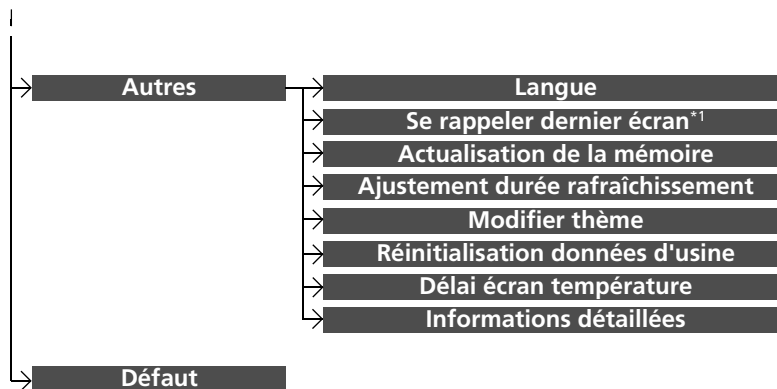 Autres
Langue
Se rappeler dernier écran*1
Actualisation de la mémoire
Ajustement durée rafraîchissement
Modifier thème
Réinitialisation données d'usine
Délai écran température
Informations détaillées
Défaut